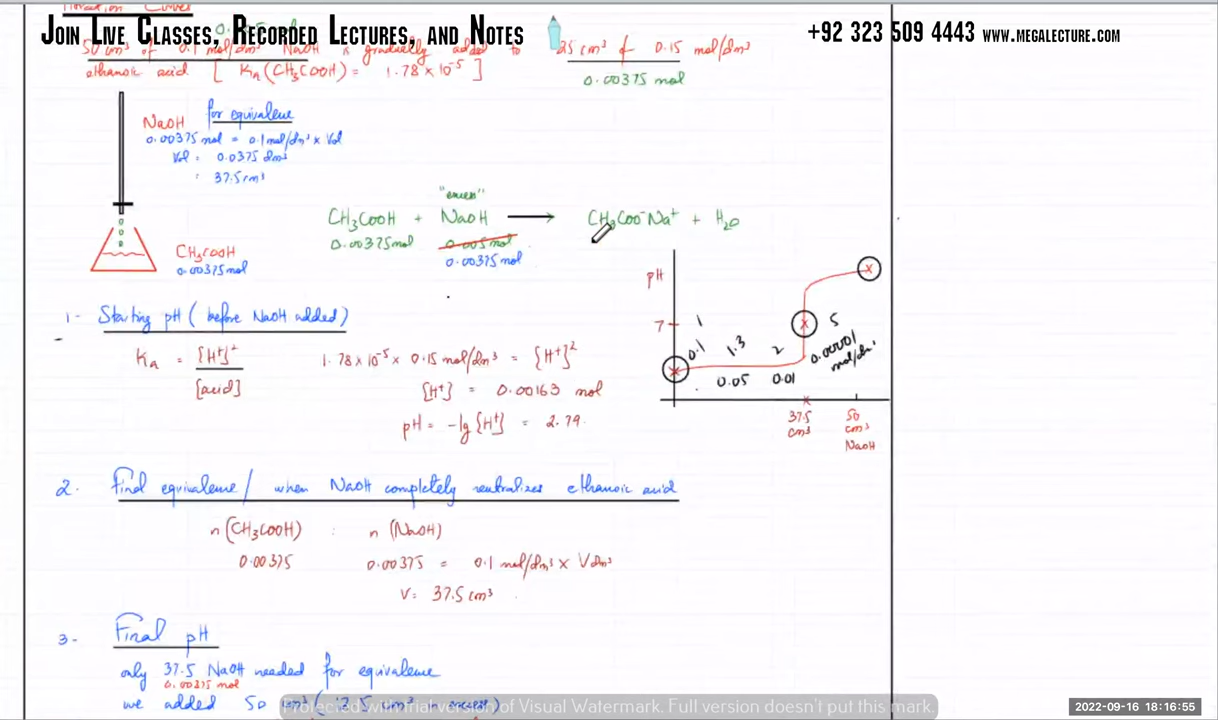 Titration Curves
JOIN LIVE CLASSES, RECORDED LECTURES, AND NOTES
+92 323 509 4443 www.megalecture.com
50 cm³ of 0.1 mol/dm³ NaOH is gradually added to 25 cm³ of 0.15 mol/dm³
ethanoic acid [ Ka (CH3COOH) = 1.78 × 10⁻⁵ ]
0.00375 mol
NaOH
for equivalence
0.00375 mol = 0.1 mol/dm³ × Vol
Vol = 0.0375 dm³
= 37.5 cm³
"excess"
CH3COOH + NaOH → CH3COO⁻Na⁺ + H2O
0.00375 mol 0.005 mol
0.00375 mol
CH3COOH
0.00375 mol
pH
7
1 1.3 2 5
0.1 0.05 0.01 0.00001 mol/dm³
37.5 cm³
50 cm³ NaOH
1- Starting pH ( before NaOH added )
Ka = [H⁺]² / [acid]
1.78 × 10⁻⁵ × 0.15 mol/dm³ = [H⁺]²
[H⁺] = 0.00163 mol
pH = -lg [H⁺] = 2.79
2. Find equivalence / when NaOH completely neutralizes ethanoic acid
n (CH3COOH) : n (NaOH)
0.00375 0.00375 = 0.1 mol/dm³ × V dm³
V = 37.5 cm³
3- Final pH
only 37.5 NaOH needed for equivalence
0.00375 mol
we added 50 cm³ ( 12.5 cm³ in excess )
Protected with trial version of Visual Watermark. Full version doesn't put this mark.
2022-09-16 18:16:55